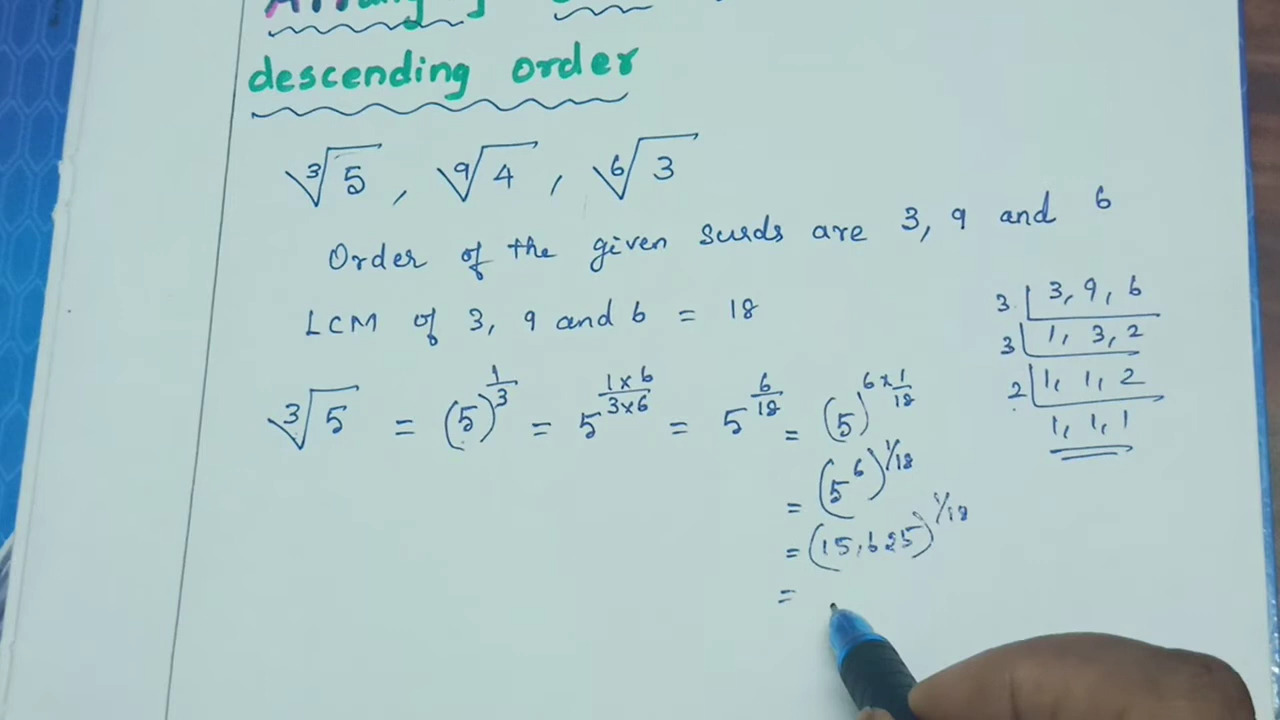 descending order
∛5 , ⁹√4 , ⁶√3
Order of the given surds are 3, 9 and 6
LCM of 3, 9 and 6 = 18
3 | 3, 9, 6
3 | 1, 3, 2
2 | 1, 1, 2
1, 1, 1
∛5 = (5)^(1/3) = 5^((1×6)/(3×6)) = 5^(6/18) = (5)^(6×1/18)
= (5^6)^(1/18)
= (15,625)^(1/18)
=